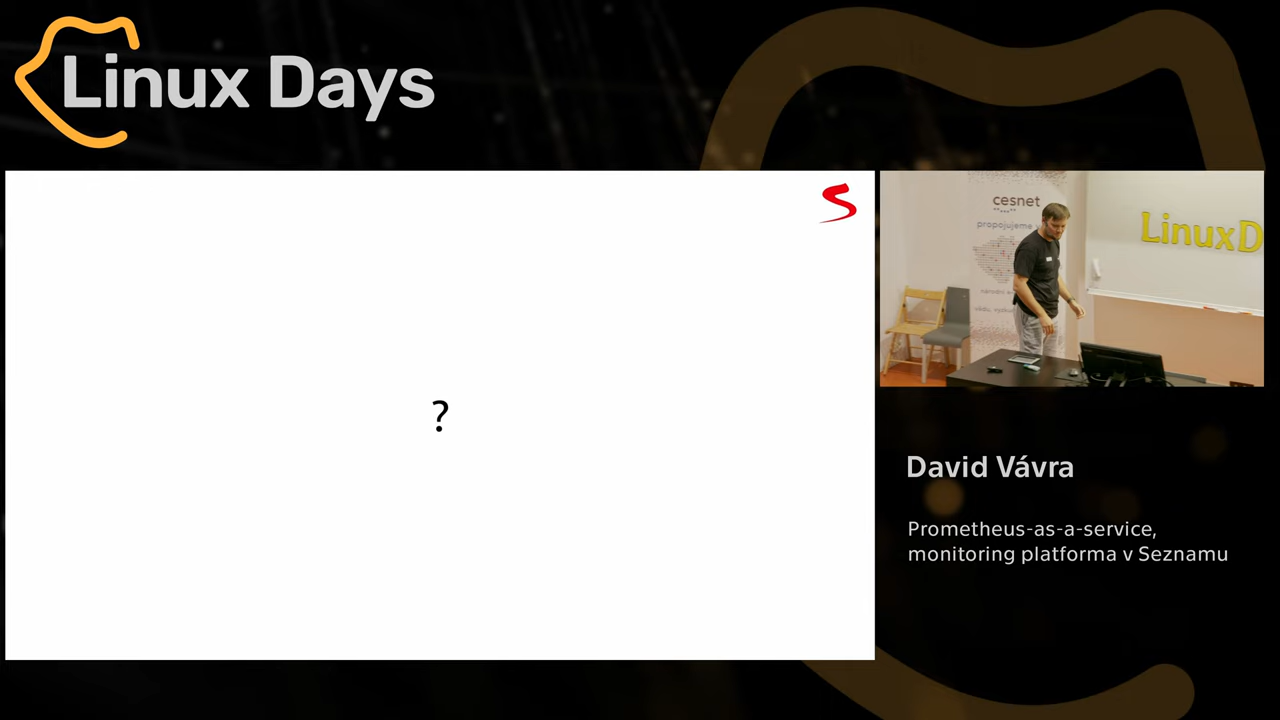 Linux Days
?
cesnet
propojujeme
LinuxD
David Vávra
Prometheus-as-a-service,
monitoring platforma v Seznamu